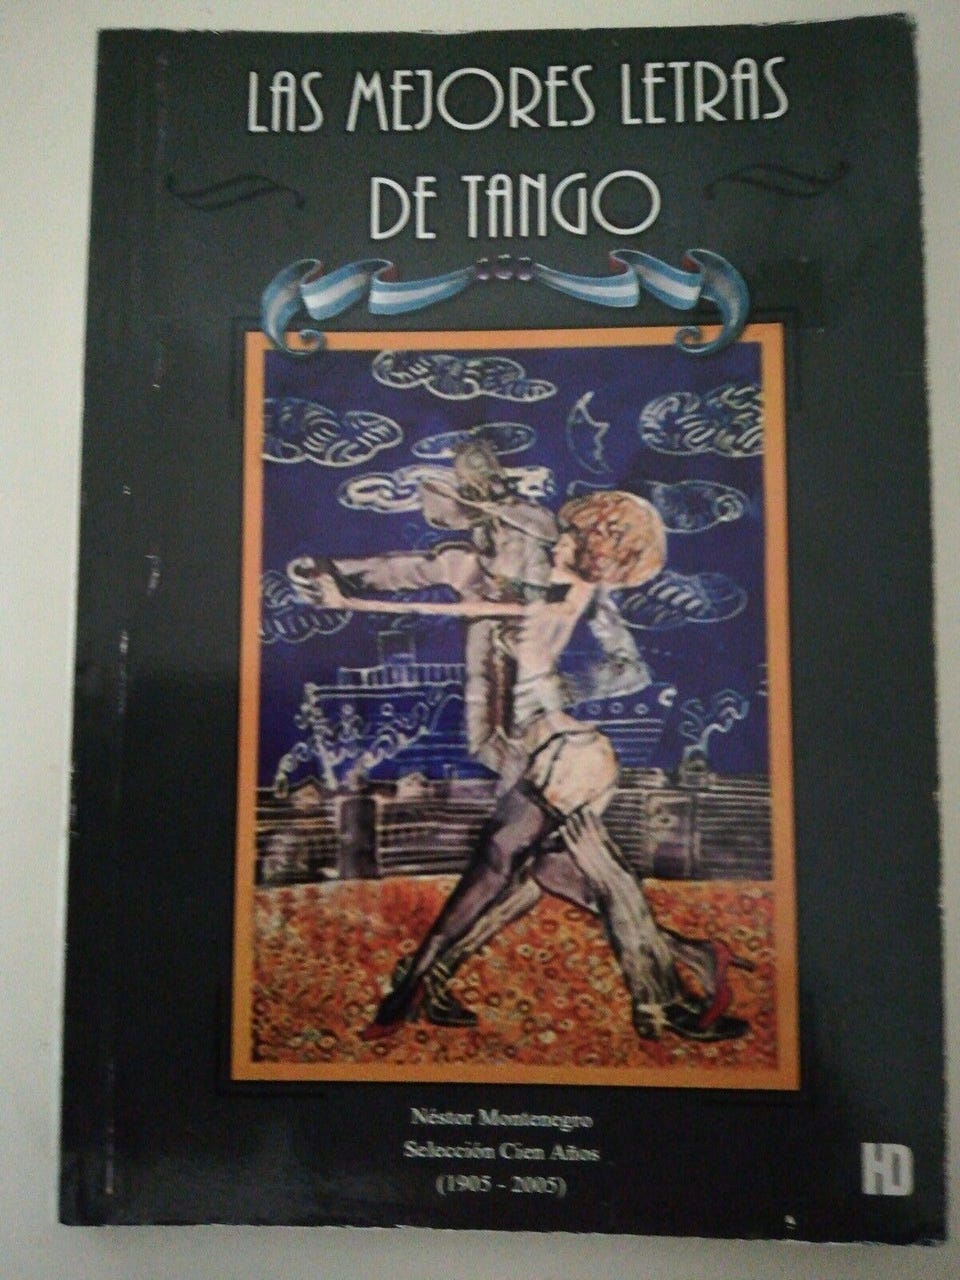 LAS MEJORES LETRAS
DE TANGO
Néstor Montenegro
Selección Cien Años
(1905 - 2005)
HD